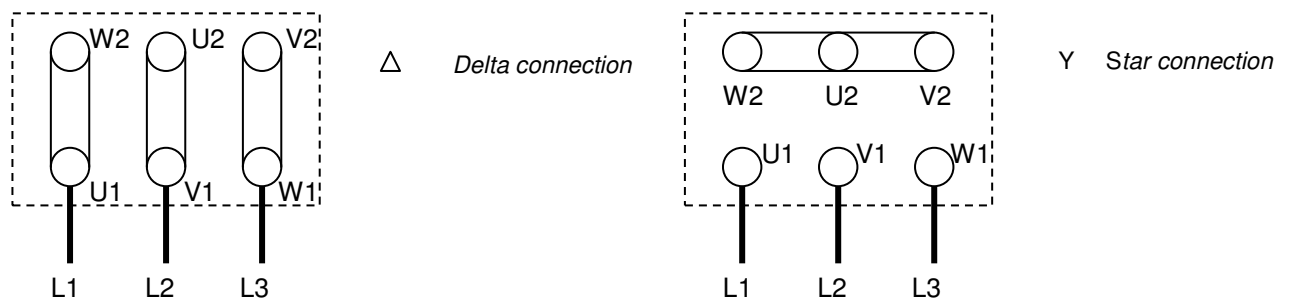 W2 U2 V2
Δ Delta connection
U1 V1 W1
L1 L2 L3
Y Star connection
W2 U2 V2
U1 V1 W1
L1 L2 L3